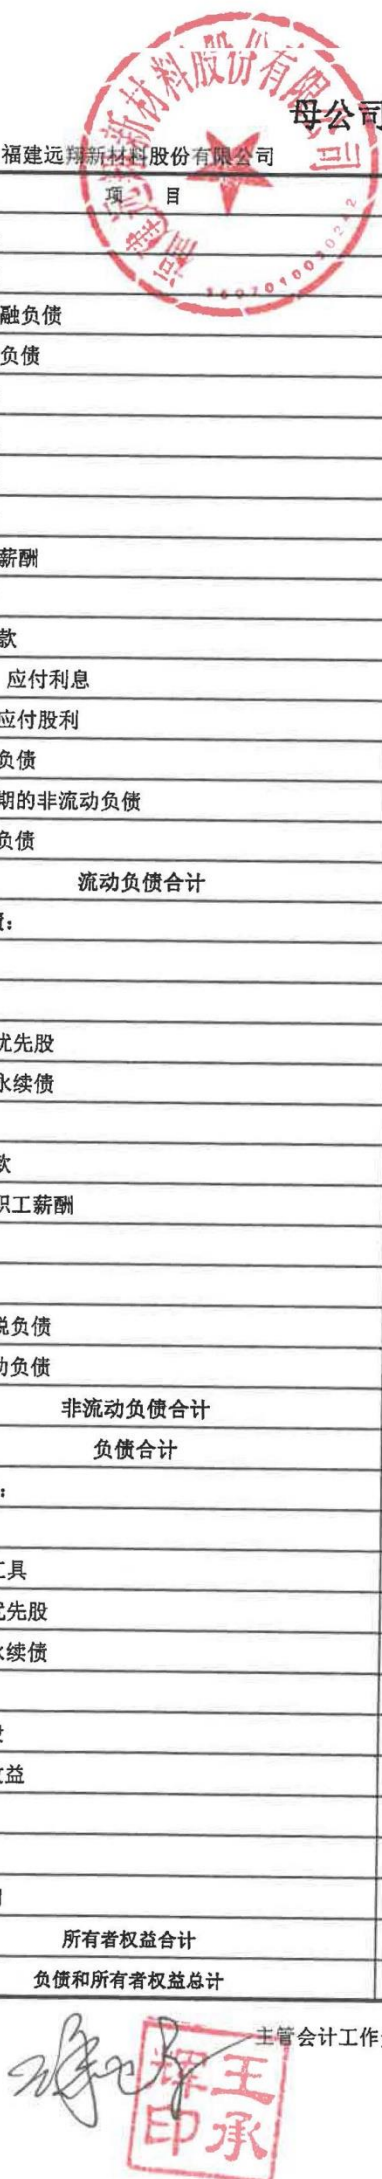 母公司
福建远翔新材料股份有限公司
项 目
融负债
负债
薪酬
款
应付利息
应付股利
负债
期的非流动负债
负债
流动负债合计
债：
优先股
永续债
款
职工薪酬
税负债
动负债
非流动负债合计
负债合计
：
工具
优先股
永续债
收益
所有者权益合计
负债和所有者权益总计
主管会计工作
王承
辉印